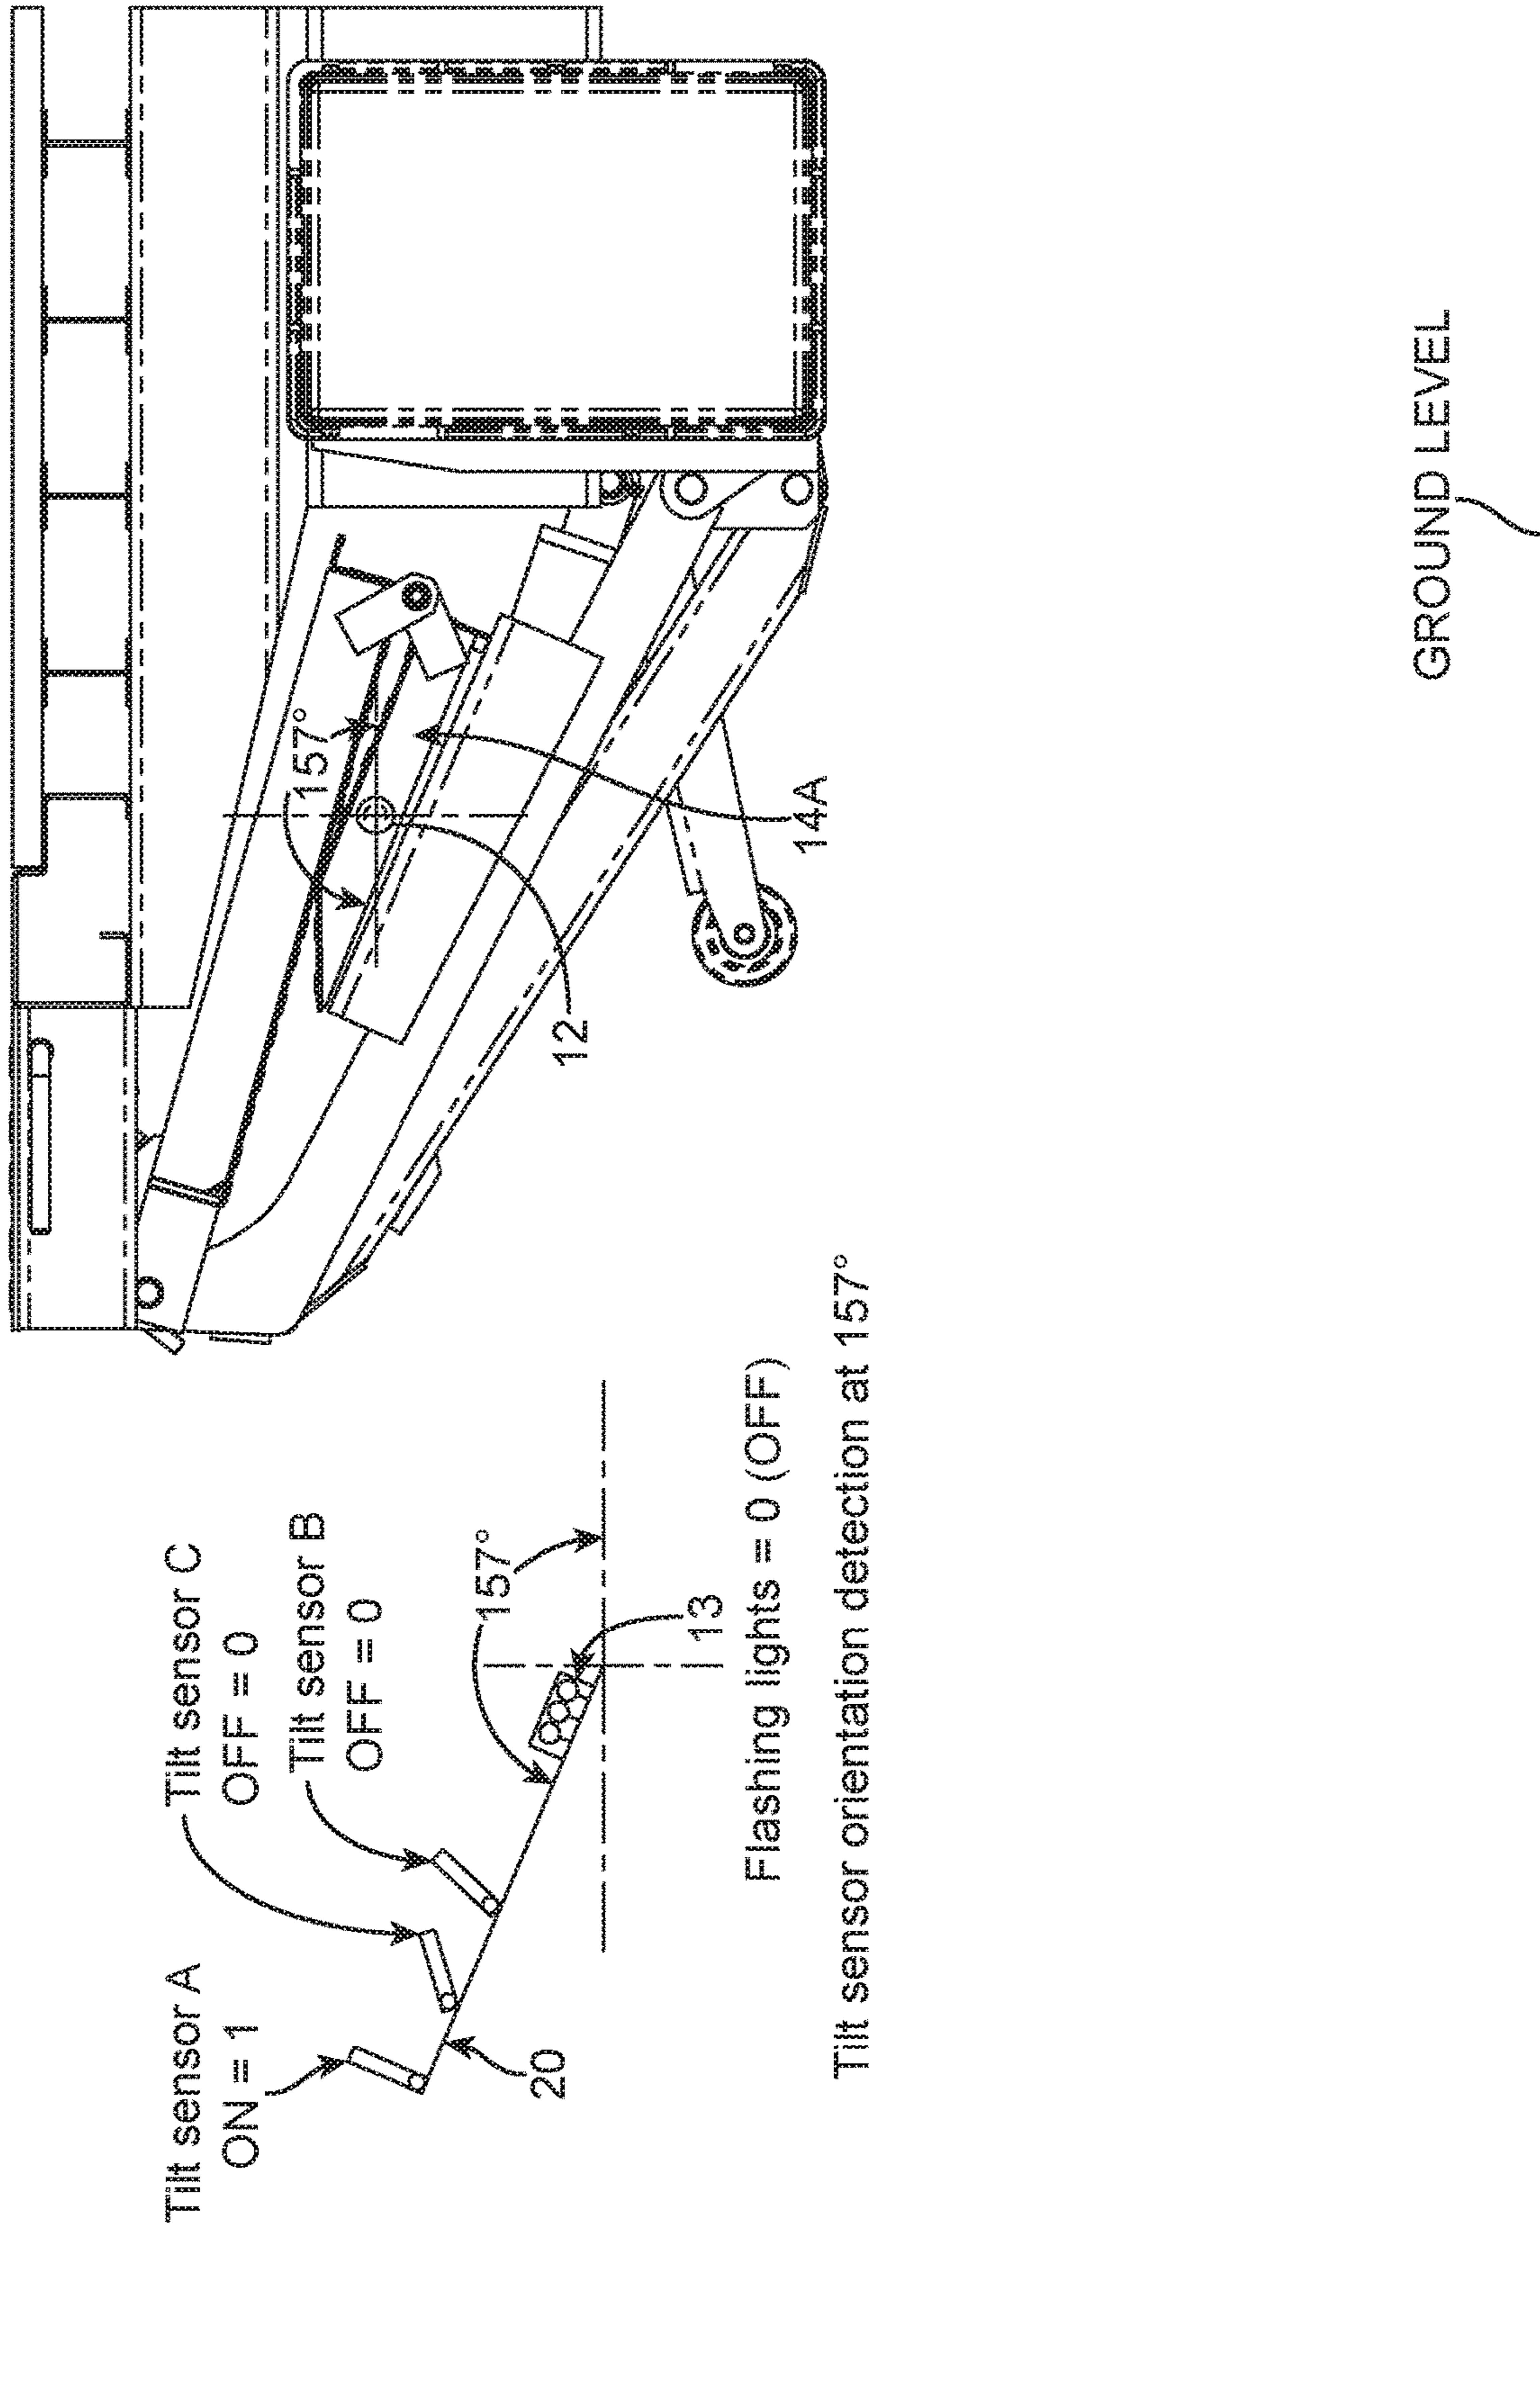 Tilt sensor A
ON = 1
Tilt sensor C
OFF = 0
Tilt sensor B
OFF = 0
157°
20
13
Flashing lights = 0 (OFF)
Tilt sensor orientation detection at 157°
157°
12
14A
GROUND LEVEL